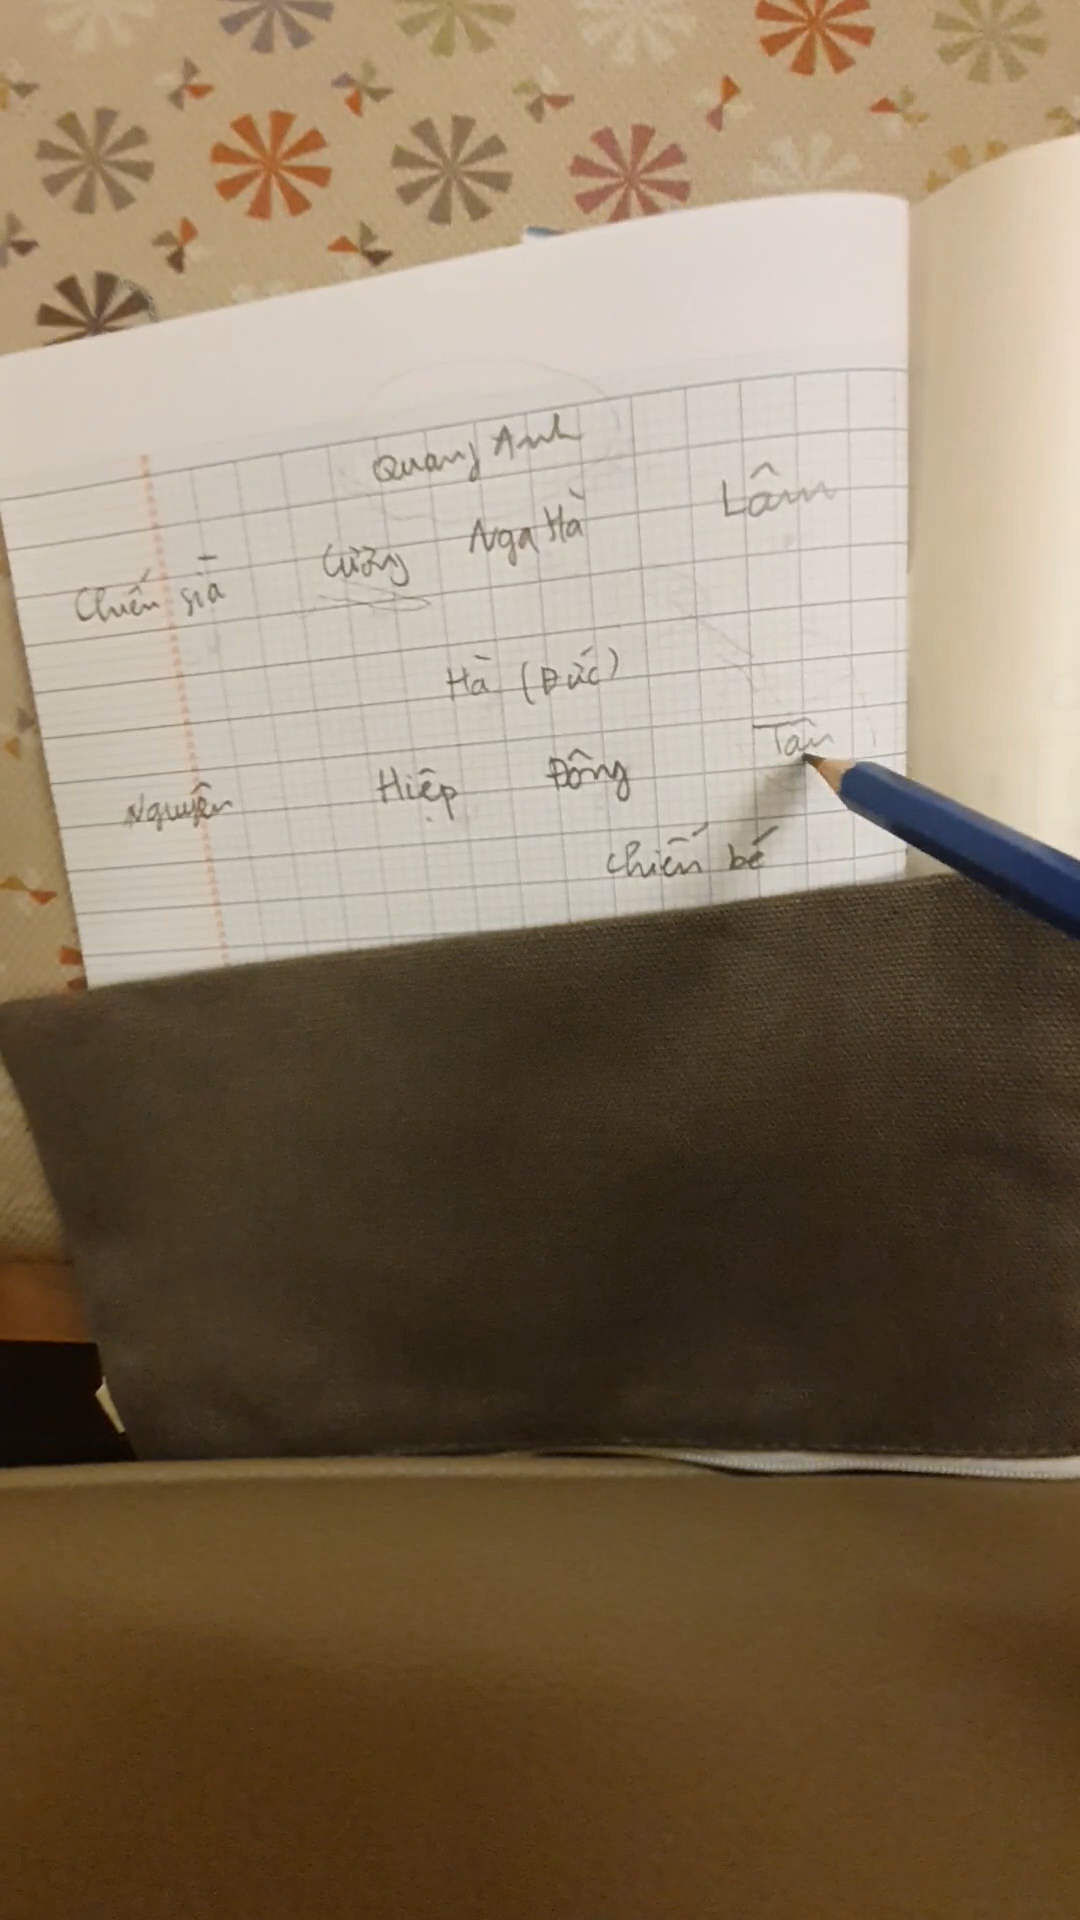 Quang Anh
Lâm
Nga Hà
Cường
Chiến già
Hà (Đức)
Tân
Đông
Hiệp
Nguyên
Chiến bé